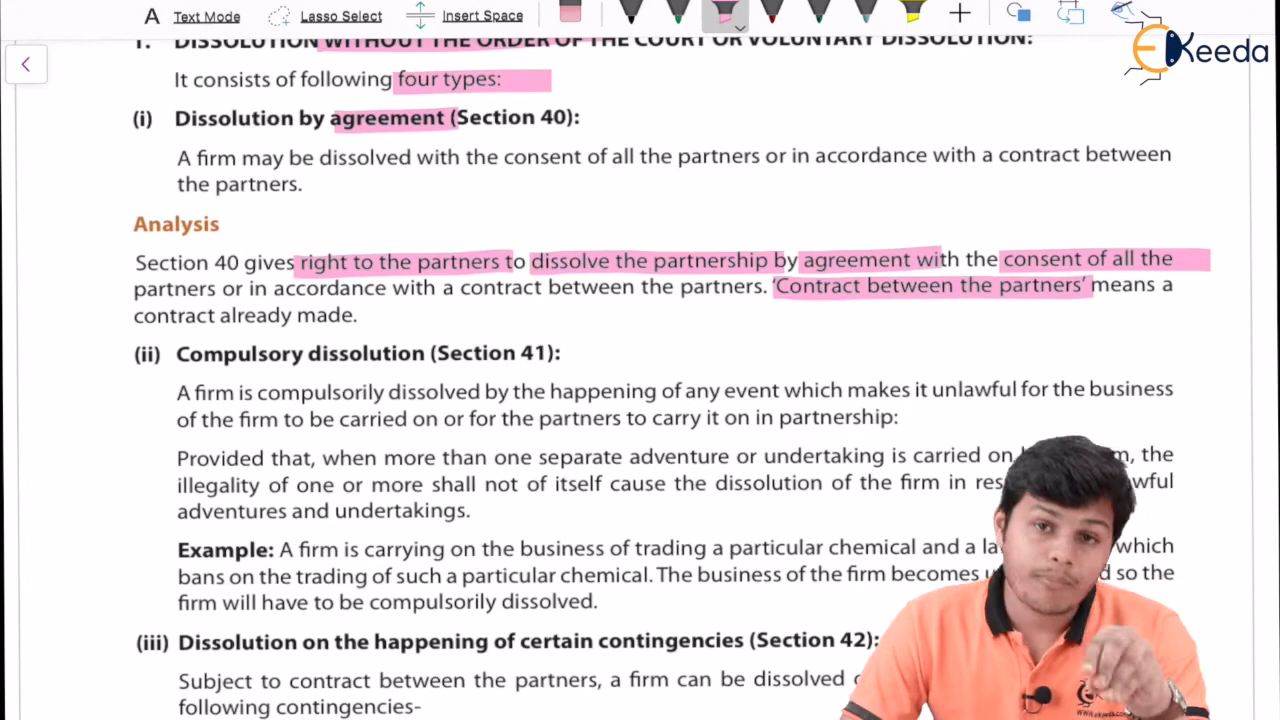 Text Mode
Lasso Select
Insert Space
EKeeda
1. DISSOLUTION WITHOUT THE ORDER OF THE COURT OR VOLUNTARY DISSOLUTION:
It consists of following four types:
(i) Dissolution by agreement (Section 40):
A firm may be dissolved with the consent of all the partners or in accordance with a contract between
the partners.
Analysis
Section 40 gives right to the partners to dissolve the partnership by agreement with the consent of all the
partners or in accordance with a contract between the partners. ‘Contract between the partners’ means a
contract already made.
(ii) Compulsory dissolution (Section 41):
A firm is compulsorily dissolved by the happening of any event which makes it unlawful for the business
of the firm to be carried on or for the partners to carry it on in partnership:
Provided that, when more than one separate adventure or undertaking is carried on the
illegality of one or more shall not of itself cause the dissolution of the firm in
adventures and undertakings.
Example: A firm is carrying on the business of trading a particular chemical and a which
bans on the trading of such a particular chemical. The business of the firm becomes so the
firm will have to be compulsorily dissolved.
(iii) Dissolution on the happening of certain contingencies (Section 42):
Subject to contract between the partners, a firm can be dissolved
following contingencies-